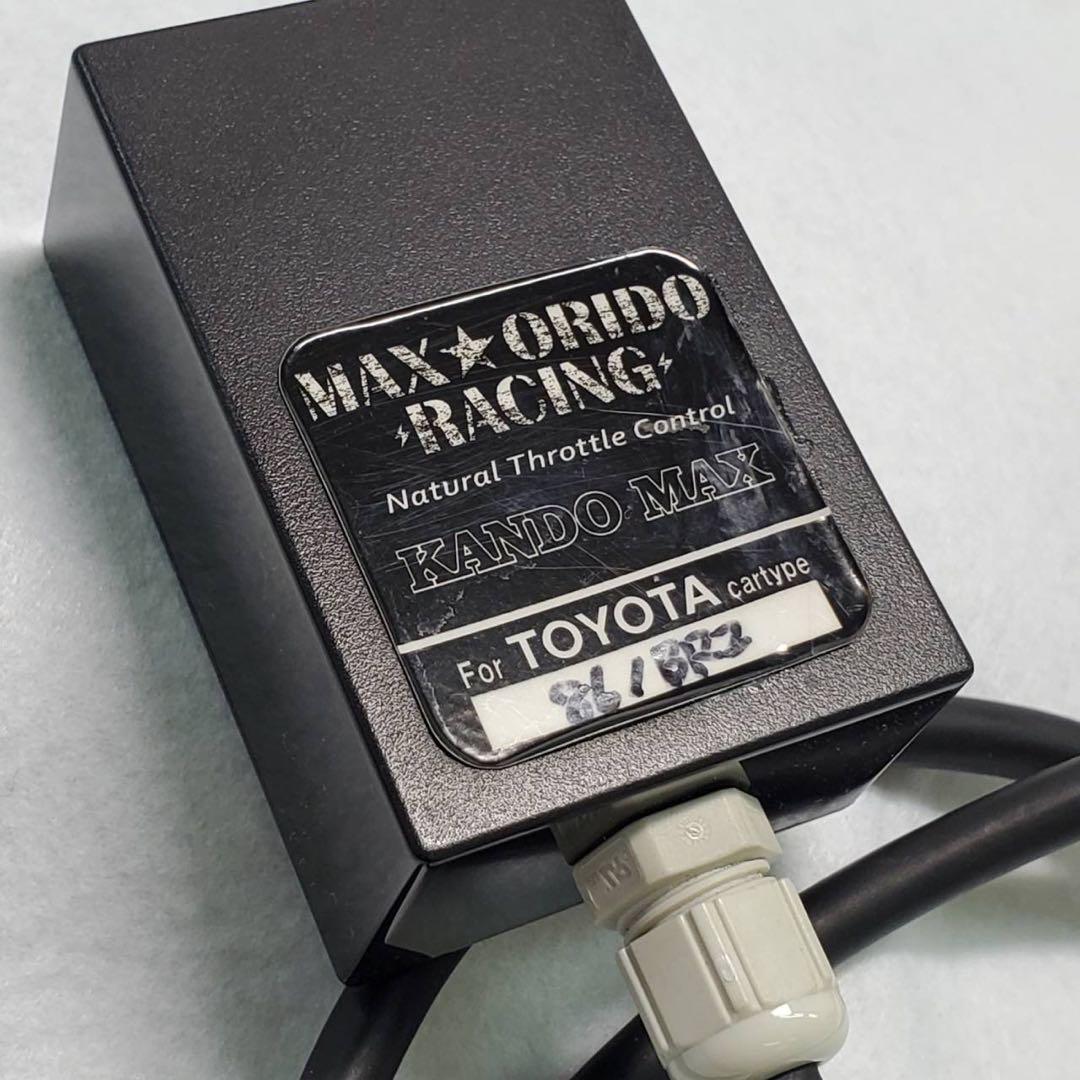 MAX★ORIDO
RACING
Natural Throttle Control
KANDO MAX
For TOYOTA cartype
86/BRZ